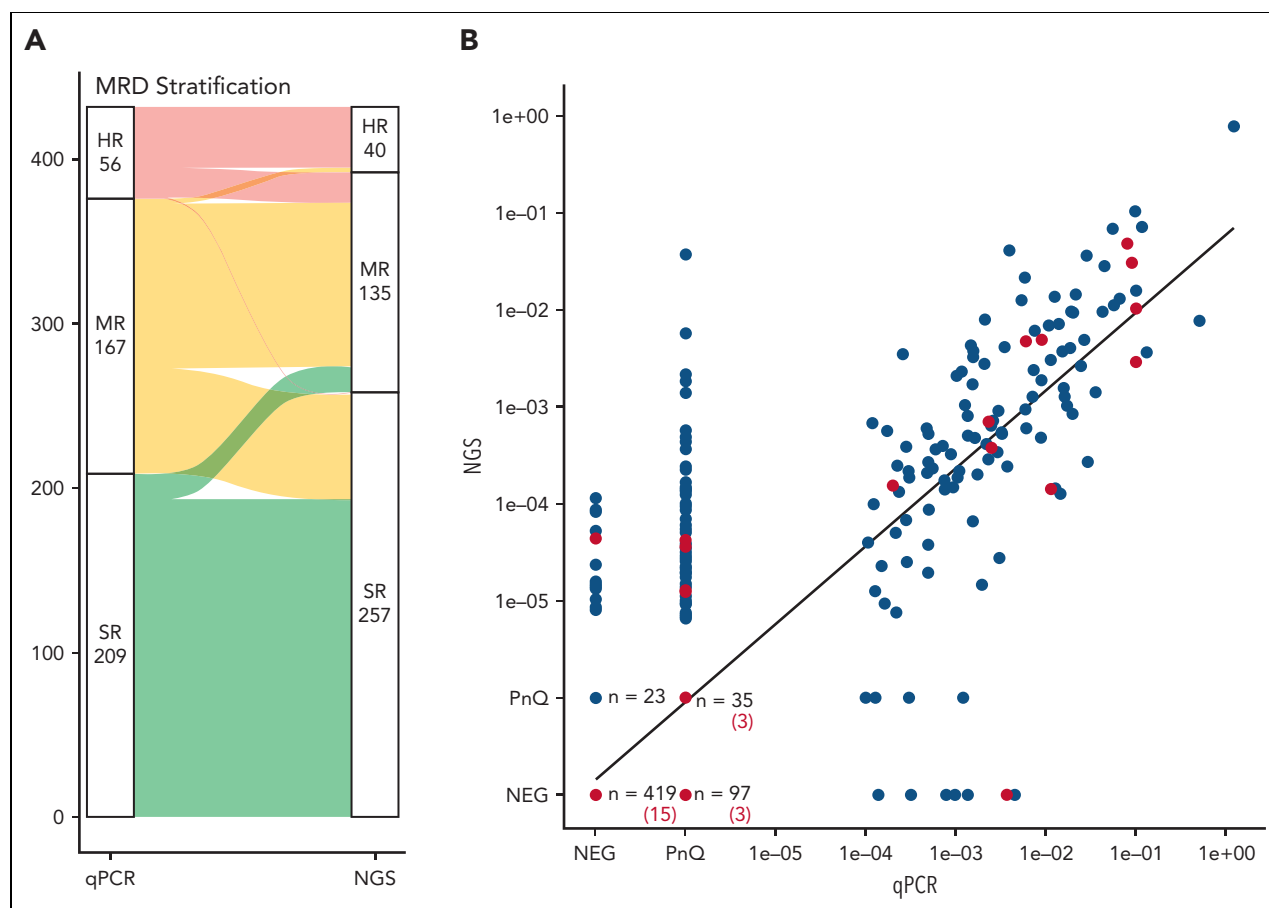 A
MRD Stratification
400
300
200
100
0
HR
56
MR
167
SR
209
HR
40
MR
135
SR
257
qPCR
NGS
B
NGS
1e+00
1e–01
1e–02
1e–03
1e–04
1e–05
PnQ
NEG
n = 23
n = 35
(3)
n = 419
(15)
n = 97
(3)
NEG
PnQ
1e–05
1e–04
1e–03
1e–02
1e–01
1e+00
qPCR